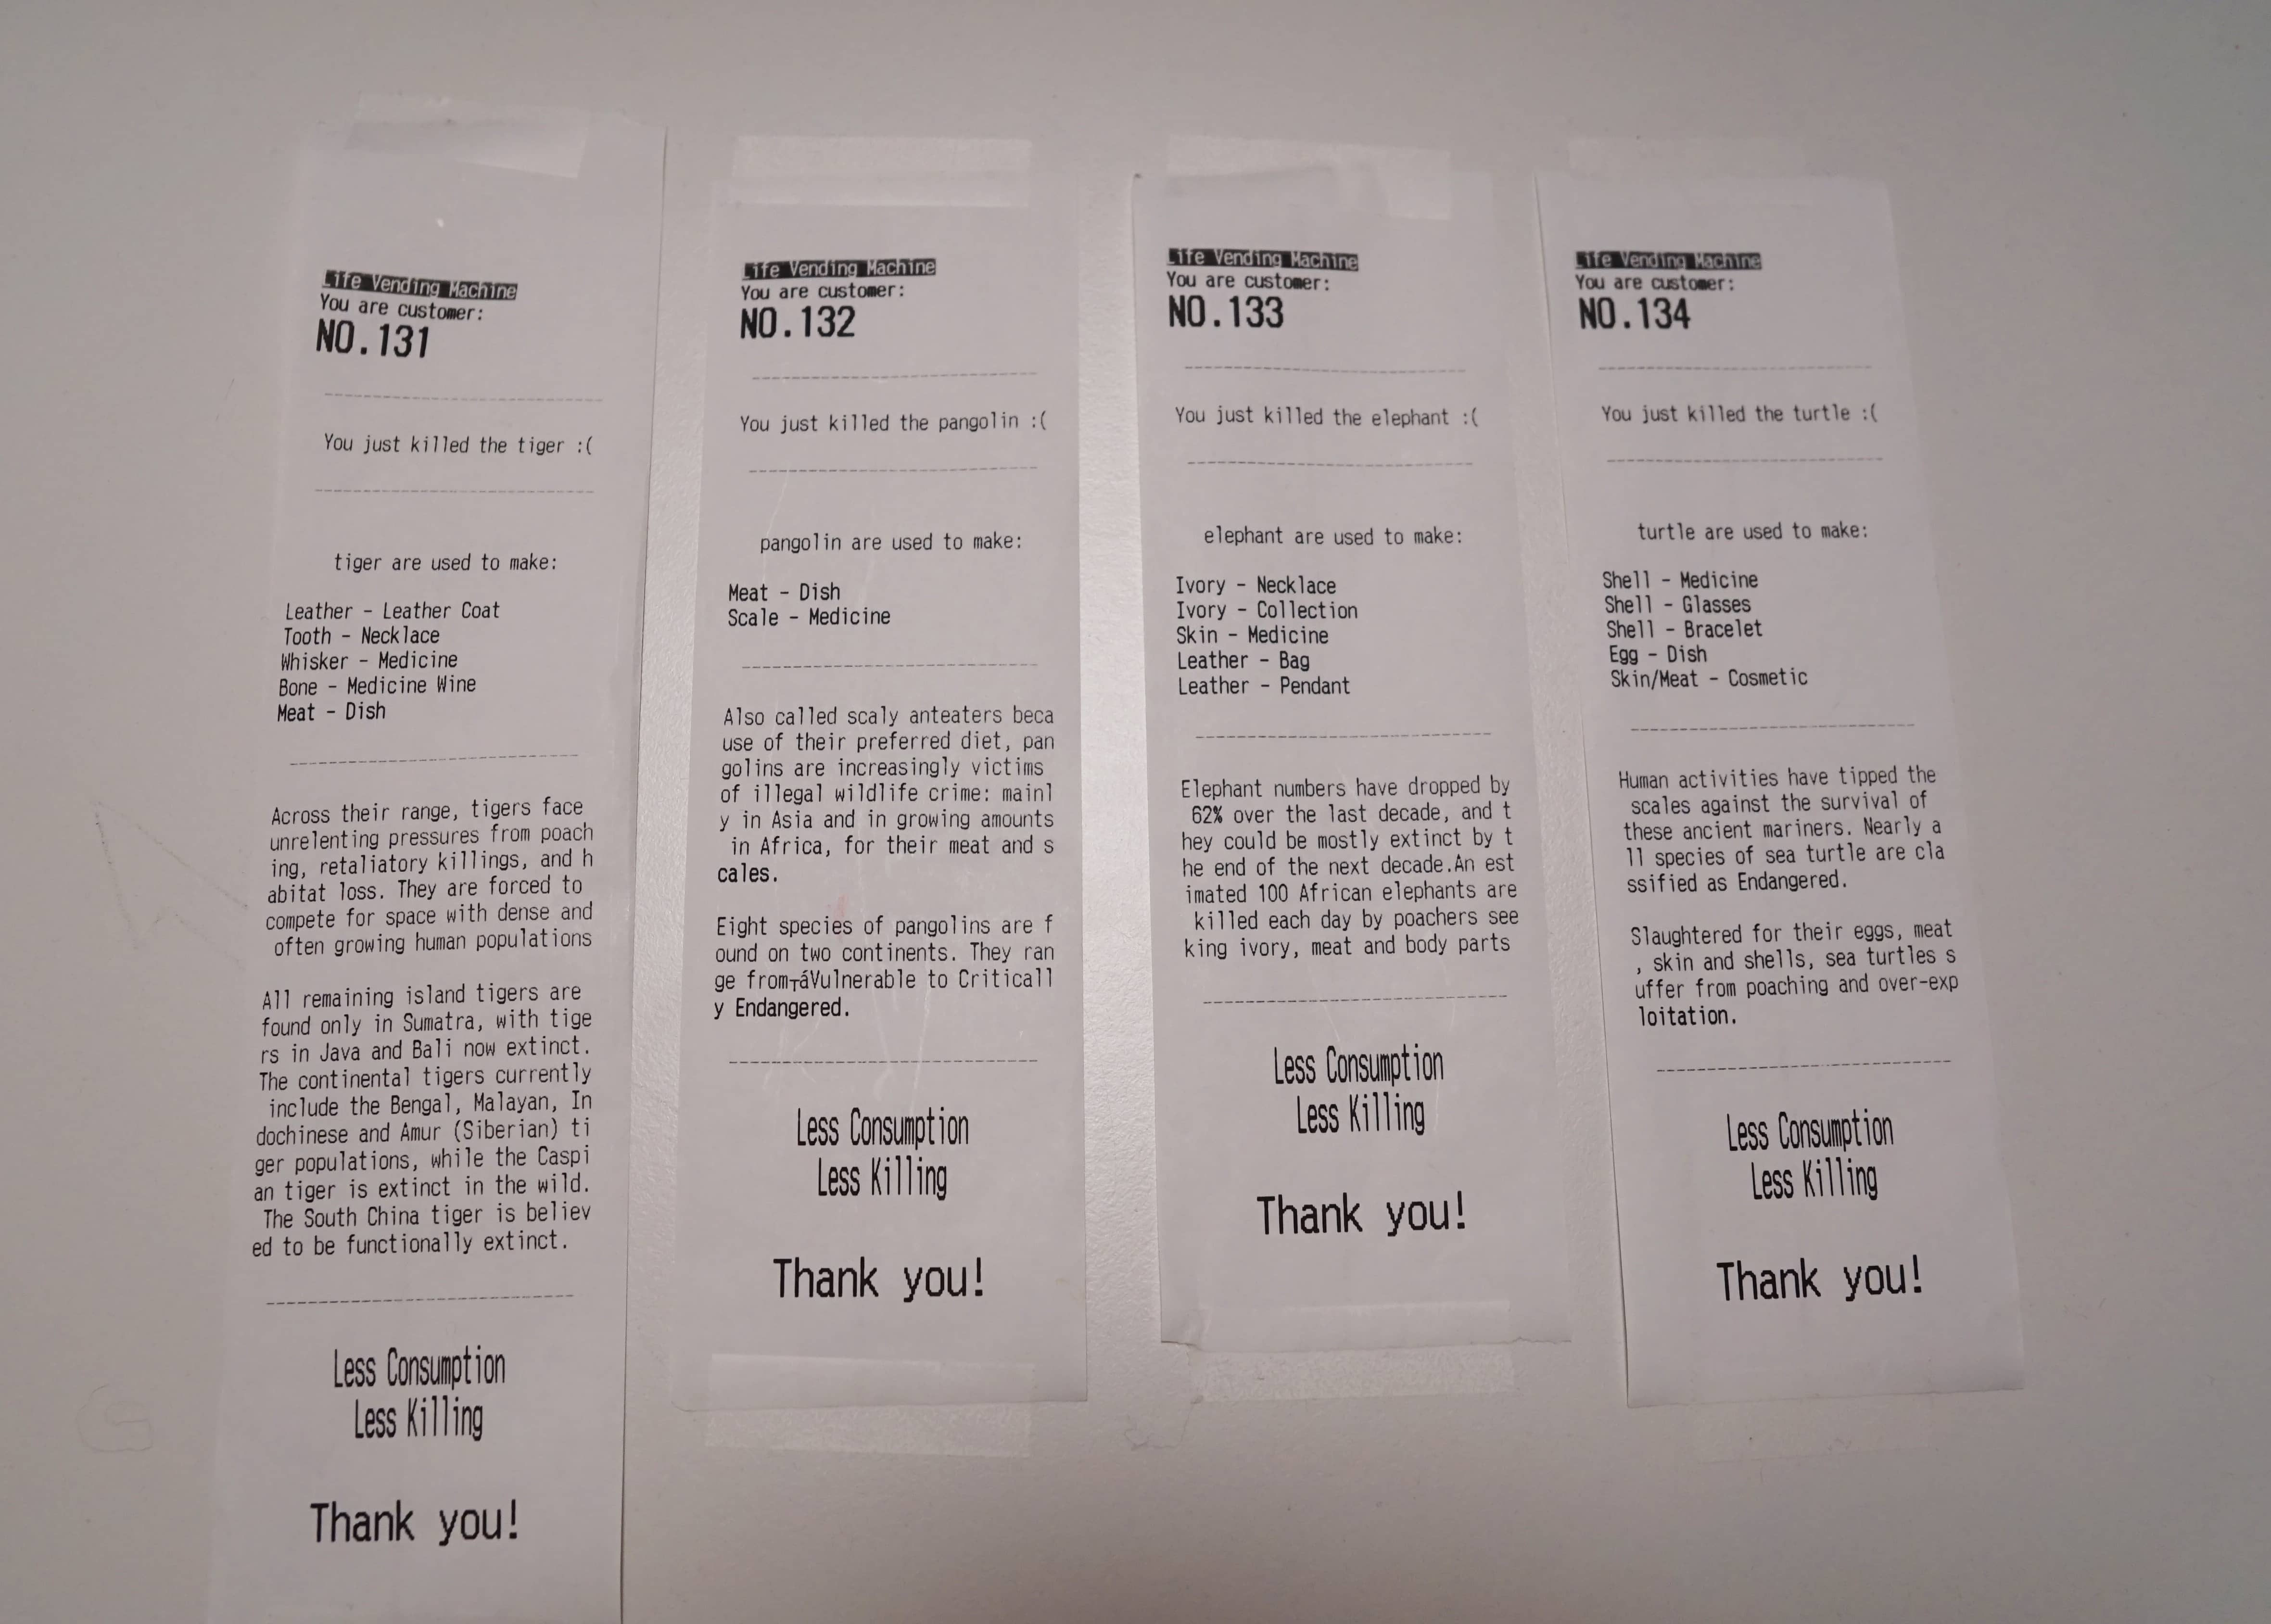 Life Vending Machine
You are customer:
NO.131
You just killed the tiger :(
tiger are used to make:
Leather - Leather Coat
Tooth - Necklace
Whisker - Medicine
Bone - Medicine Wine
Meat - Dish
Across their range, tigers face
unrelenting pressures from poach
ing, retaliatory killings, and h
abitat loss. They are forced to
compete for space with dense and
often growing human populations
All remaining island tigers are
found only in Sumatra, with tige
rs in Java and Bali now extinct.
The continental tigers currently
include the Bengal, Malayan, In
dochinese and Amur (Siberian) ti
ger populations, while the Caspi
an tiger is extinct in the wild.
The South China tiger is believ
ed to be functionally extinct.
Less Consumption
Less Killing
Thank you!
Life Vending Machine
You are customer:
NO.132
You just killed the pangolin :(
pangolin are used to make:
Meat - Dish
Scale - Medicine
Also called scaly anteaters beca
use of their preferred diet, pan
golins are increasingly victims
of illegal wildlife crime: mainl
y in Asia and in growing amounts
in Africa, for their meat and s
cales.
Eight species of pangolins are f
ound on two continents. They ran
ge from┬áVulnerable to Criticall
y Endangered.
Less Consumption
Less Killing
Thank you!
Life Vending Machine
You are customer:
NO.133
You just killed the elephant :(
elephant are used to make:
Ivory - Necklace
Ivory - Collection
Skin - Medicine
Leather - Bag
Leather - Pendant
Elephant numbers have dropped by
62% over the last decade, and t
hey could be mostly extinct by t
he end of the next decade.An est
imated 100 African elephants are
killed each day by poachers see
king ivory, meat and body parts
Less Consumption
Less Killing
Thank you!
Life Vending Machine
You are customer:
NO.134
You just killed the turtle :(
turtle are used to make:
Shell - Medicine
Shell - Glasses
Shell - Bracelet
Egg - Dish
Skin/Meat - Cosmetic
Human activities have tipped the
scales against the survival of
these ancient mariners. Nearly a
ll species of sea turtle are cla
ssified as Endangered.
Slaughtered for their eggs, meat
, skin and shells, sea turtles s
uffer from poaching and over-exp
loitation.
Less Consumption
Less Killing
Thank you!